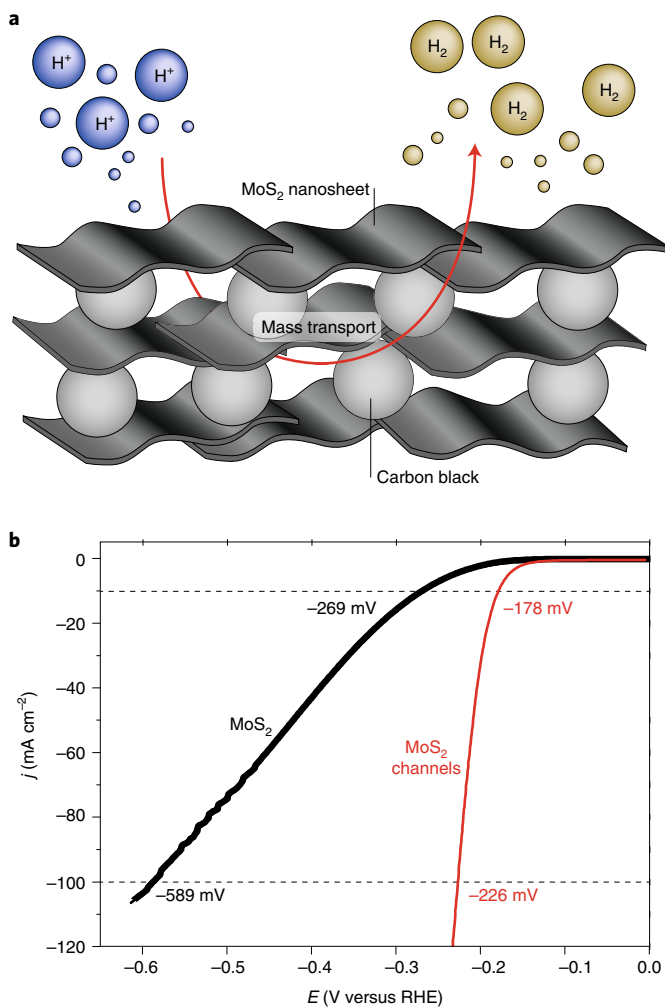 a
H⁺
H⁺
H⁺
H₂
H₂
H₂
H₂
MoS₂ nanosheet
Mass transport
Carbon black
b
0
–20
–40
–60
–80
–100
–120
j (mA cm⁻²)
–269 mV
–178 mV
MoS₂
MoS₂
channels
–589 mV
–226 mV
–0.6
–0.5
–0.4
–0.3
–0.2
–0.1
0.0
E (V versus RHE)